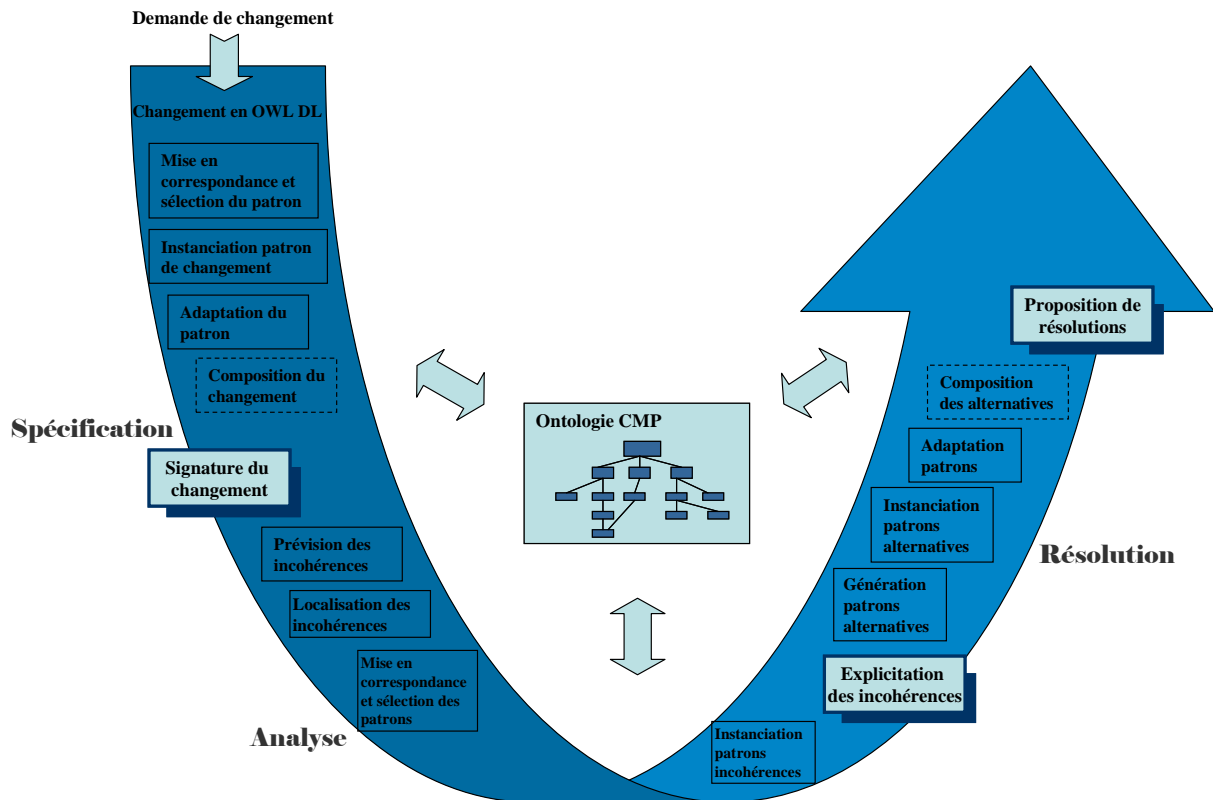 Demande de changement
Changement en OWL DL
Mise en
correspondance et
sélection du patron
Instanciation patron
de changement
Adaptation du
patron
Composition du
changement
Spécification
Signature du
changement
Prévision des
incohérences
Localisation des
incohérences
Mise en
correspondance
et sélection des
patrons
Analyse
Ontologie CMP
Instanciation
patrons
incohérences
Explicitation
des incohérences
Génération
patrons
alternatives
Résolution
Instanciation
patrons
alternatives
Adaptation
patrons
Composition
des alternatives
Proposition de
résolutions